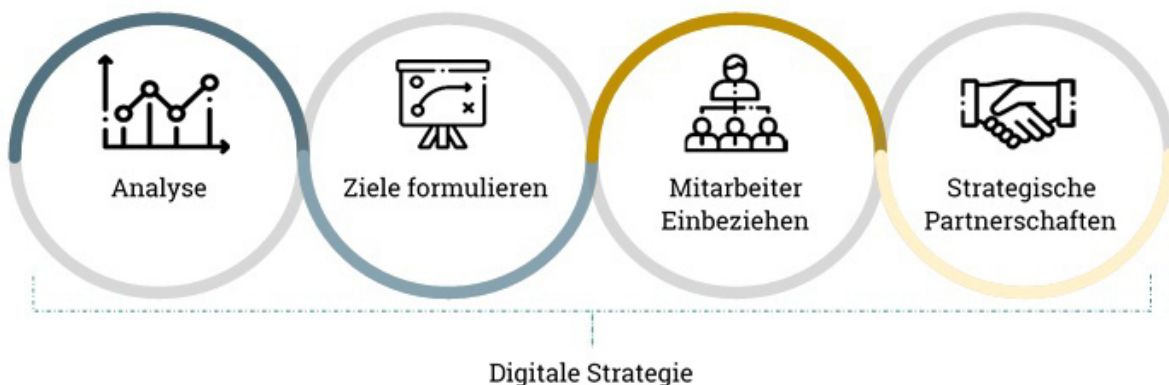 Analyse
Ziele formulieren
Mitarbeiter
Einbeziehen
Strategische
Partnerschaften
Digitale Strategie